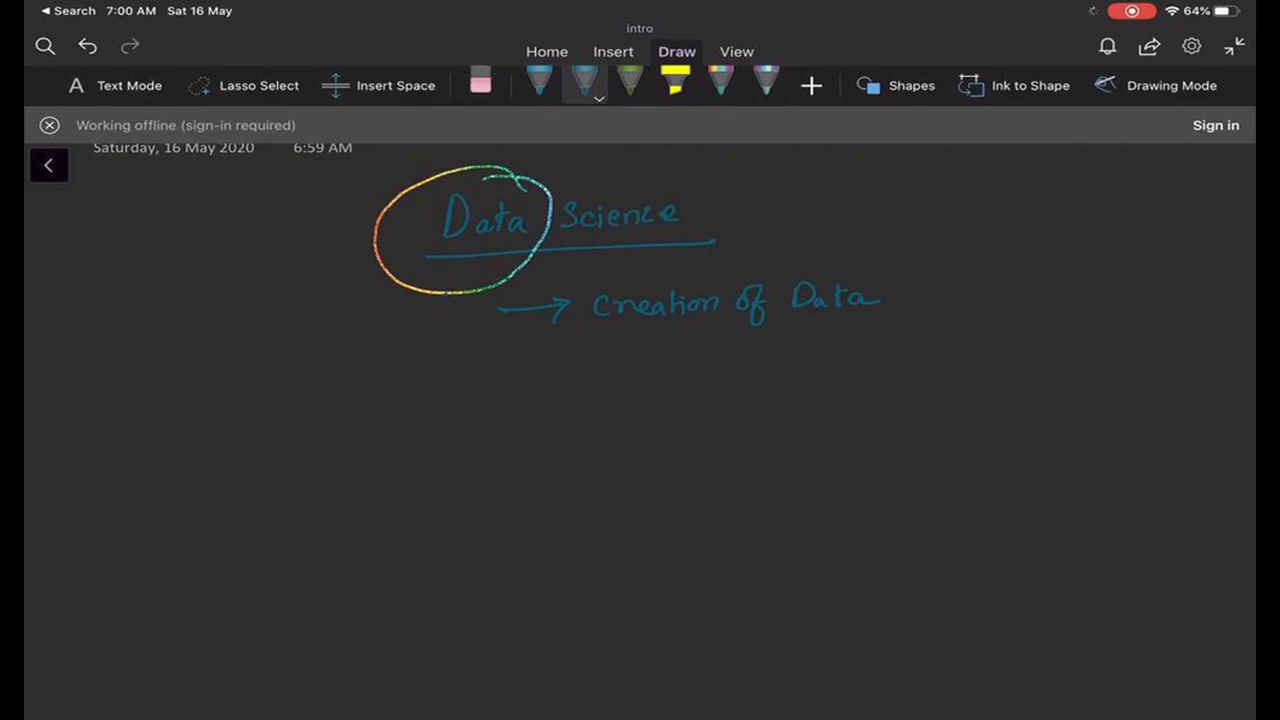 Search 7:00 AM Sat 16 May 64%
intro
Home Insert Draw View
A Text Mode Lasso Select Insert Space Shapes Ink to Shape Drawing Mode
Working offline (sign-in required) Sign in
Saturday, 16 May 2020 6:59 AM
Data Science
→ Creation of Data